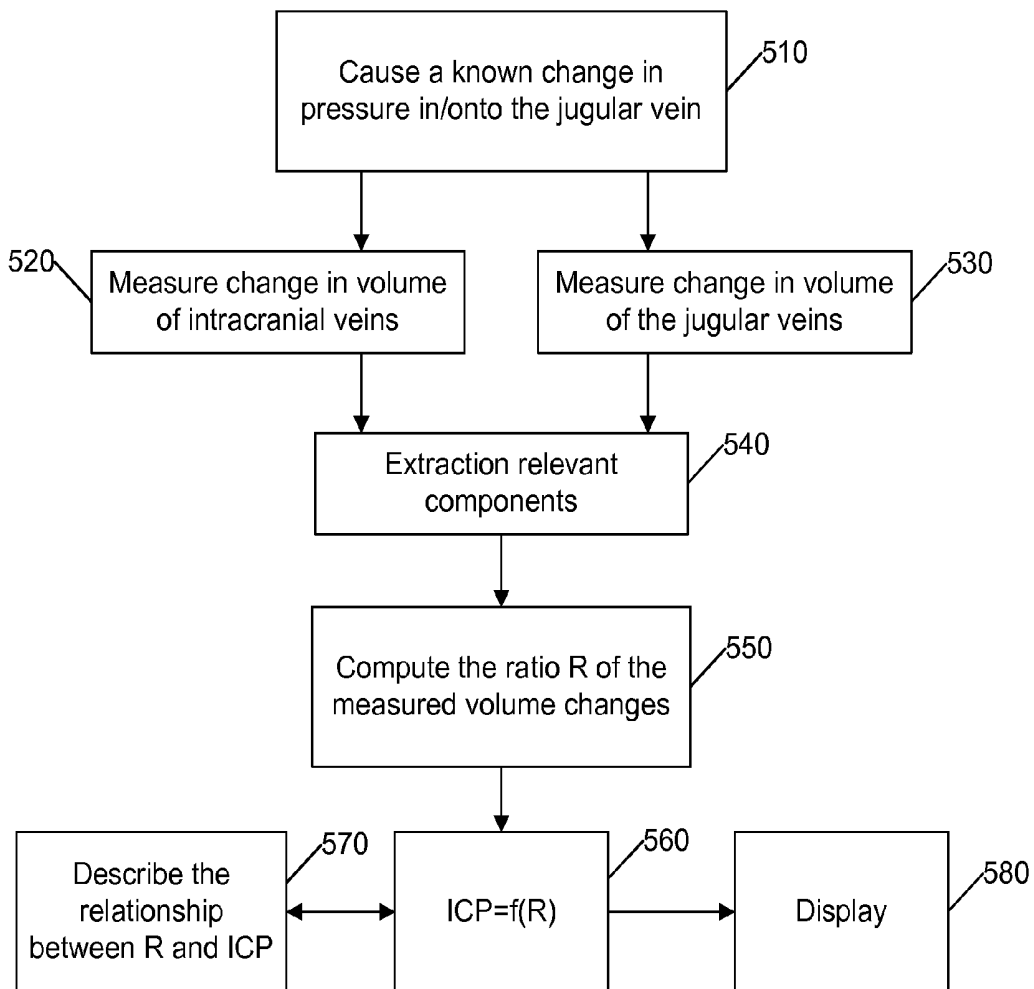 Cause a known change in
pressure in/onto the jugular vein
510
520
Measure change in volume
of intracranial veins
Measure change in volume
of the jugular veins
530
Extraction relevant
components
540
Compute the ratio R of the
measured volume changes
550
Describe the
relationship
between R and ICP
570
ICP=f(R)
560
Display
580